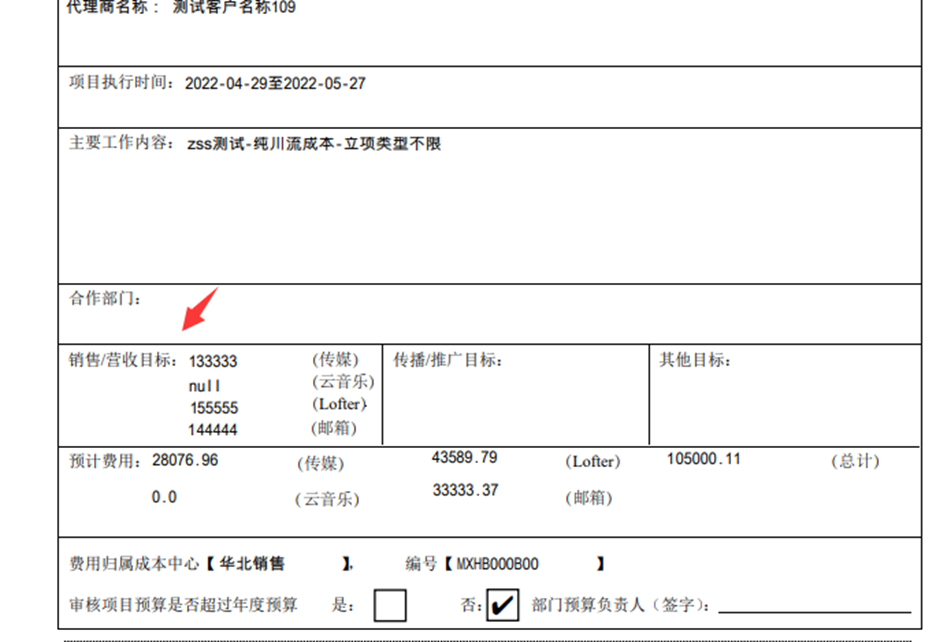 代理商名称： 测试客户名称109
项目执行时间：2022-04-29至2022-05-27
主要工作内容： zss测试-纯川流成本-立项类型不限
合作部门：
销售/营收目标： 133333 （传媒） 传播/推广目标： 其他目标：
null （云音乐）
155555 （Lofter）
144444 （邮箱）
预计费用：28076.96 （传媒） 43589.79 （Lofter） 105000.11 （总计）
0.0 （云音乐） 33333.37 （邮箱）
费用归属成本中心【 华北销售 】， 编号【 MXHB000B00 】
审核项目预算是否超过年度预算 是： 否：✔ 部门预算负责人（签字）：